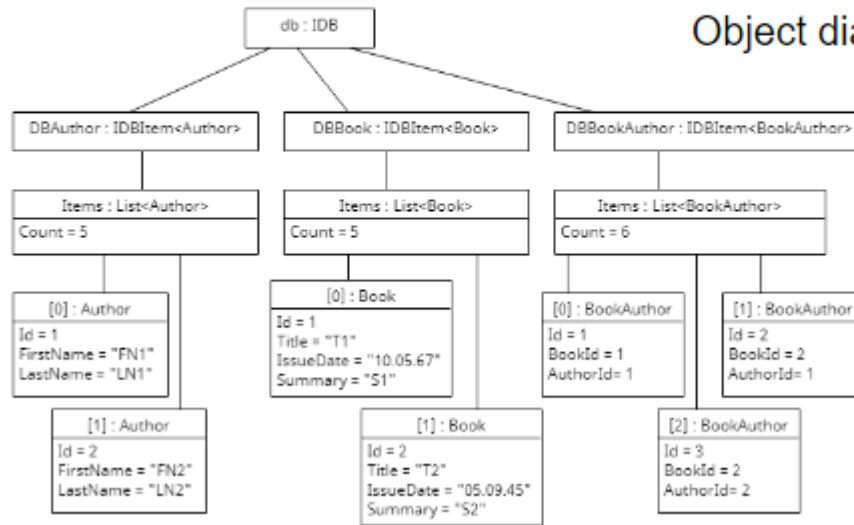 db : IDB
Object dia
DBAuthor : IDBItem<Author>
DBBook : IDBItem<Book>
DBBookAuthor : IDBItem<BookAuthor>
Items : List<Author>
Count = 5
Items : List<Book>
Count = 5
Items : List<BookAuthor>
Count = 6
[0] : Author
Id = 1
FirstName = "FN1"
LastName = "LN1"
[0] : Book
Id = 1
Title = "T1"
IssueDate = "10.05.67"
Summary = "S1"
[0] : BookAuthor
Id = 1
BookId = 1
AuthorId= 1
[1] : BookAuthor
Id = 2
BookId = 2
AuthorId= 1
[1] : Author
Id = 2
FirstName = "FN2"
LastName = "LN2"
[1] : Book
Id = 2
Title = "T2"
IssueDate = "05.09.45"
Summary = "S2"
[2] : BookAuthor
Id = 3
BookId = 2
AuthorId= 2